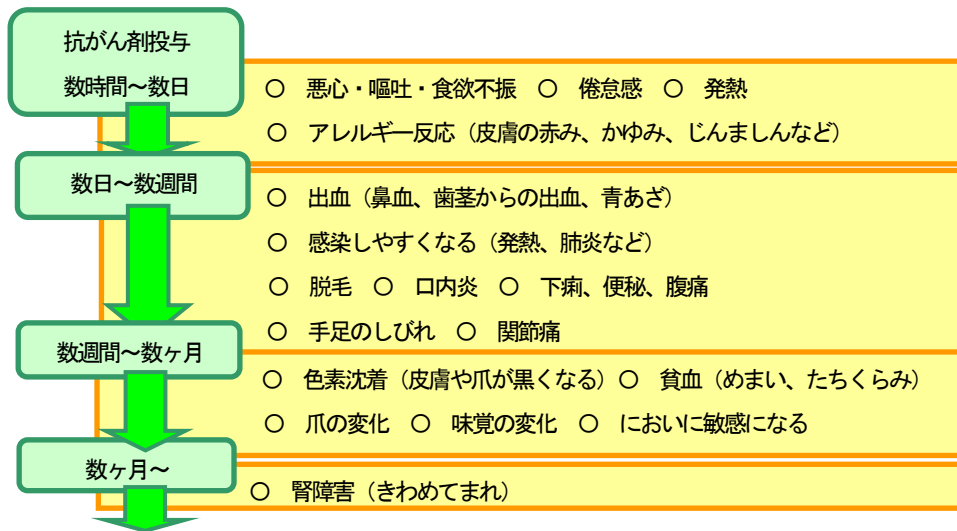 抗がん剤投与
数時間～数日
○ 悪心・嘔吐・食欲不振 ○ 倦怠感 ○ 発熱
○ アレルギー反応（皮膚の赤み、かゆみ、じんましんなど）
数日～数週間
○ 出血（鼻血、歯茎からの出血、青あざ）
○ 感染しやすくなる（発熱、肺炎など）
○ 脱毛 ○ 口内炎 ○ 下痢、便秘、腹痛
○ 手足のしびれ ○ 関節痛
数週間～数ヶ月
○ 色素沈着（皮膚や爪が黒くなる）○ 貧血（めまい、たちくらみ）
○ 爪の変化 ○ 味覚の変化 ○ においに敏感になる
数ヶ月～
○ 腎障害（きわめてまれ）